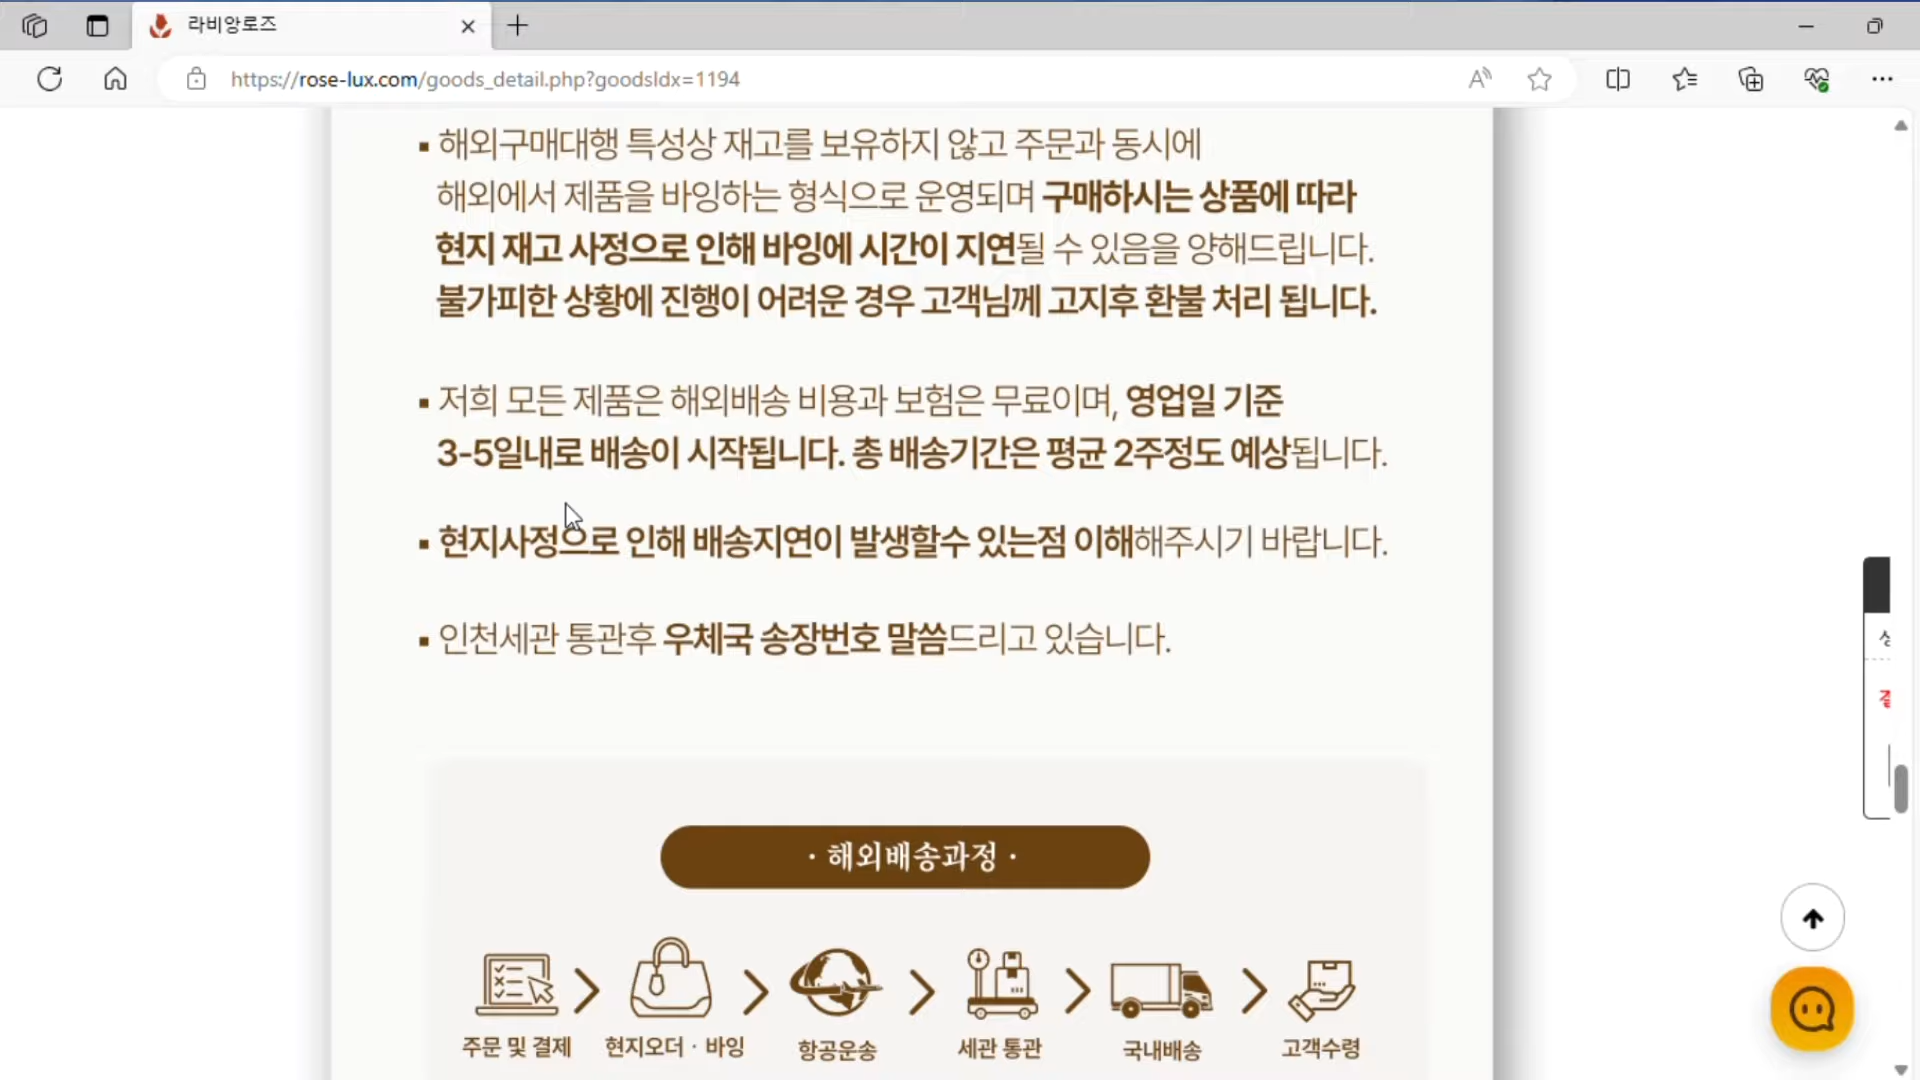 라비앙로즈
https://rose-lux.com/goods_detail.php?goodsIdx=1194
▪ 해외구매대행 특성상 재고를 보유하지 않고 주문과 동시에
해외에서 제품을 바잉하는 형식으로 운영되며 구매하시는 상품에 따라
현지 재고 사정으로 인해 바잉에 시간이 지연될 수 있음을 양해드립니다.
불가피한 상황에 진행이 어려운 경우 고객님께 고지후 환불 처리 됩니다.
▪ 저희 모든 제품은 해외배송 비용과 보험은 무료이며, 영업일 기준
3-5일내로 배송이 시작됩니다. 총 배송기간은 평균 2주정도 예상됩니다.
▪ 현지사정으로 인해 배송지연이 발생할수 있는점 이해해주시기 바랍니다.
▪ 인천세관 통관후 우체국 송장번호 말씀드리고 있습니다.
· 해외배송과정 ·
주문 및 결제 현지오더 · 바잉 항공운송 세관 통관 국내배송 고객수령